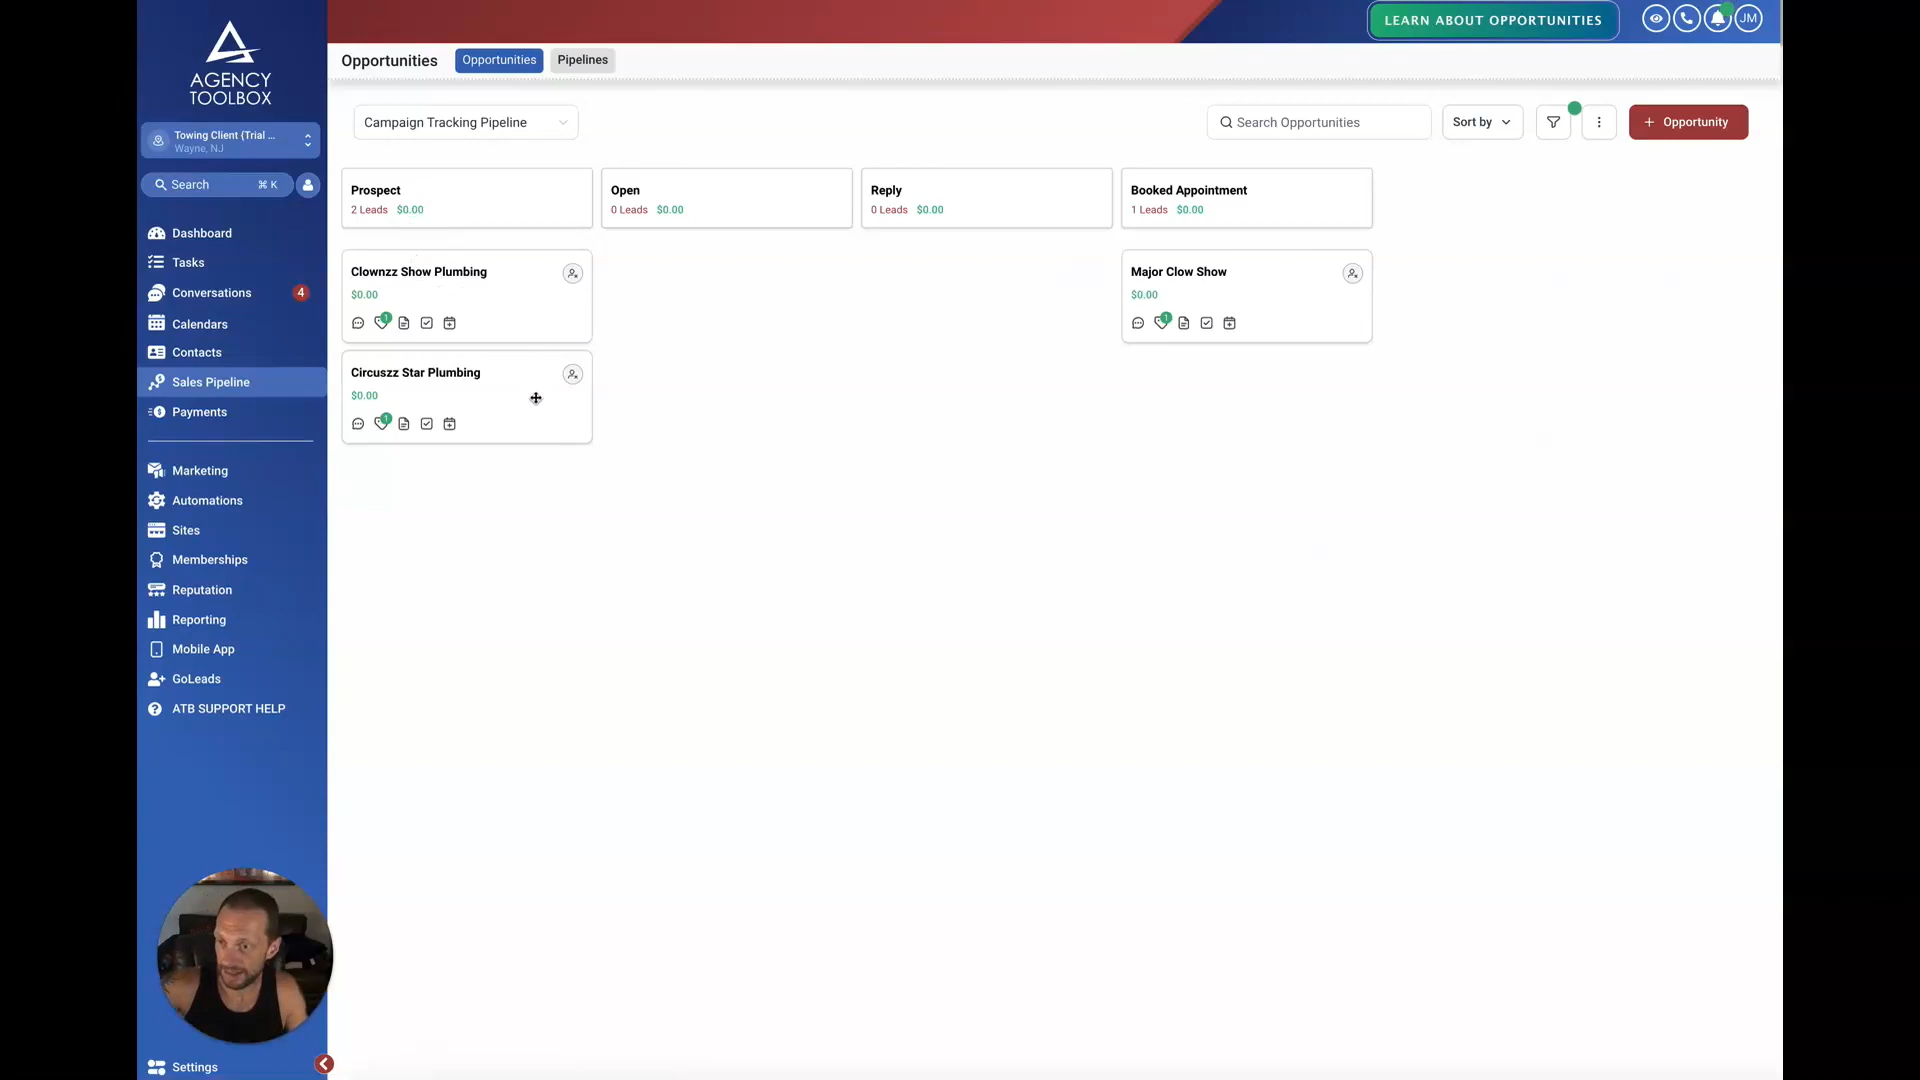 AGENCY
TOOLBOX
Towing Client {Trial ...
Wayne, NJ
Search ⌘ K
Dashboard
Tasks
Conversations 4
Calendars
Contacts
Sales Pipeline
Payments
Marketing
Automations
Sites
Memberships
Reputation
Reporting
Mobile App
GoLeads
ATB SUPPORT HELP
Settings
LEARN ABOUT OPPORTUNITIES
JM
Opportunities Opportunities Pipelines
Campaign Tracking Pipeline
Search Opportunities
Sort by
+ Opportunity
Prospect
2 Leads $0.00
Open
0 Leads $0.00
Reply
0 Leads $0.00
Booked Appointment
1 Leads $0.00
Clownzz Show Plumbing
$0.00
1
Circuszz Star Plumbing
$0.00
1
Major Clow Show
$0.00
1